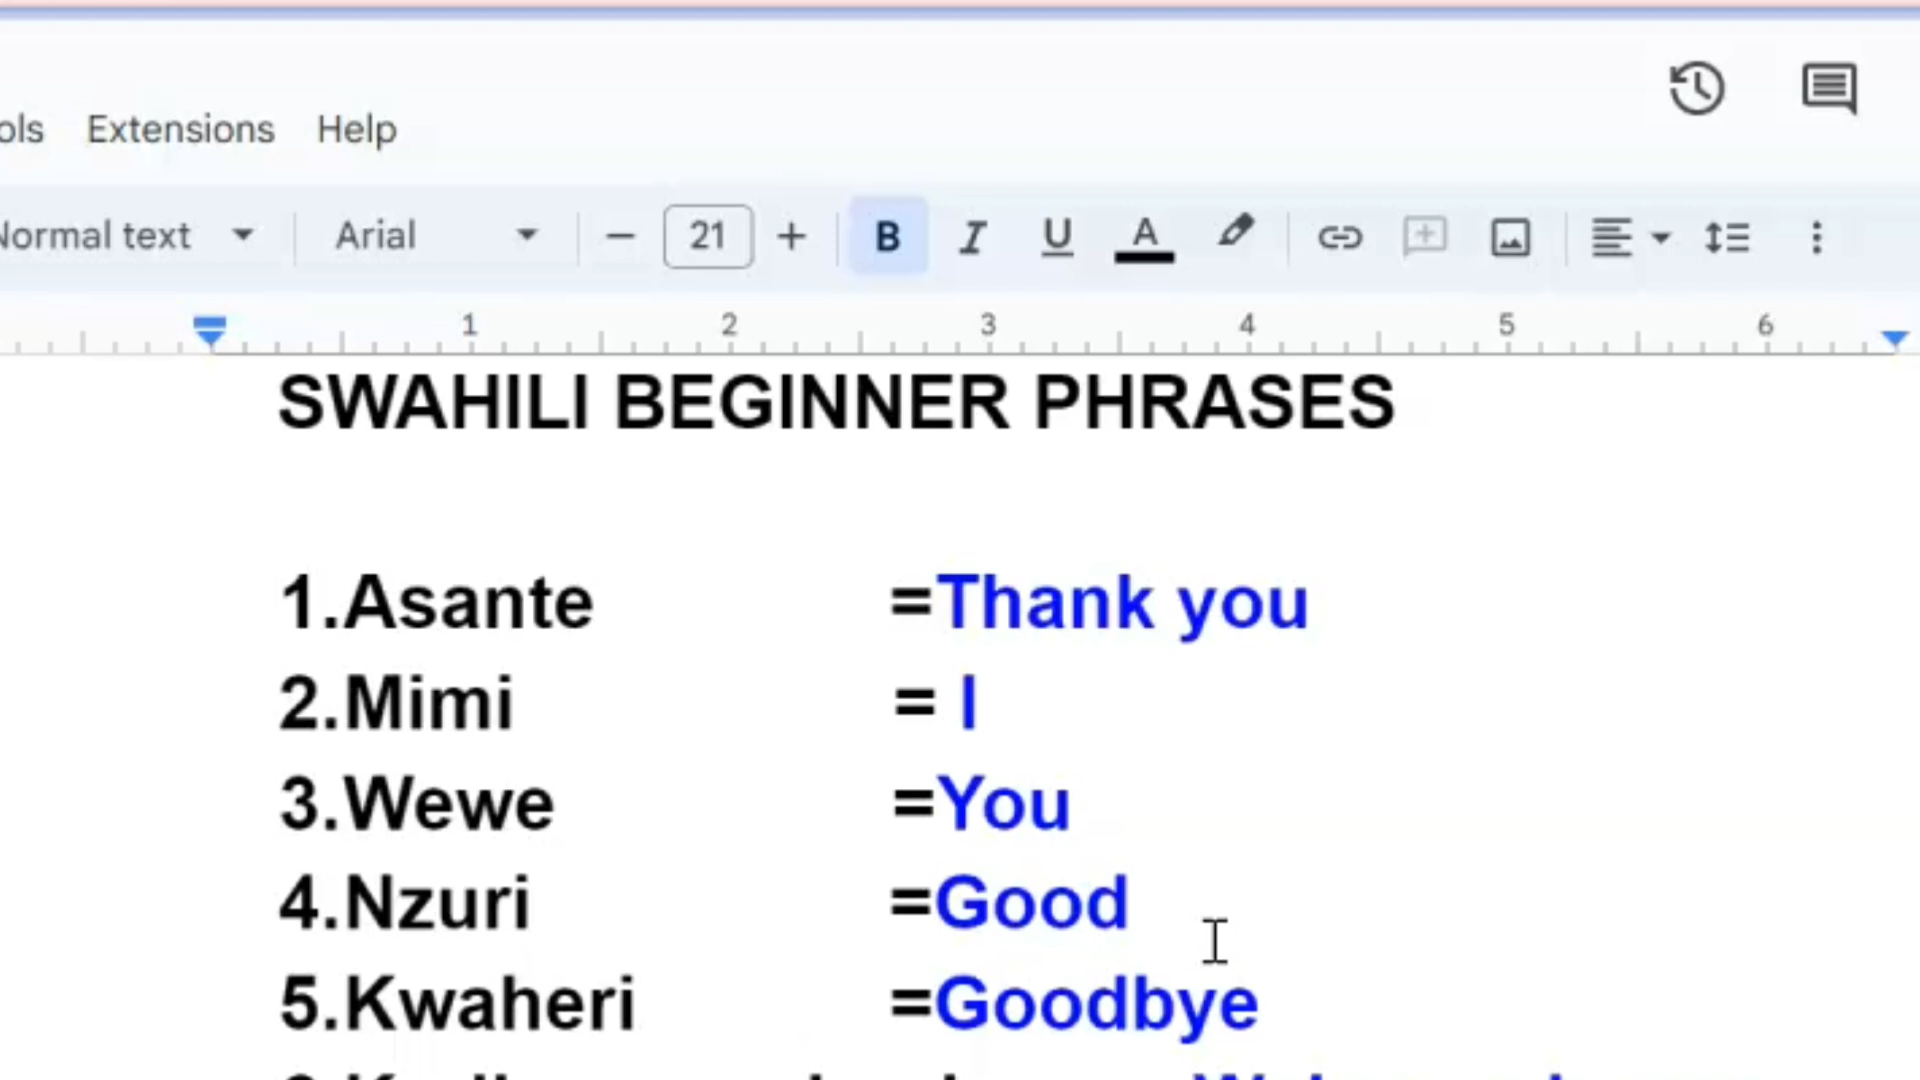 Extensions Help
Normal text Arial − 21 + B I U A
1 2 3 4 5 6
SWAHILI BEGINNER PHRASES
1.Asante =Thank you
2.Mimi = I
3.Wewe =You
4.Nzuri =Good
5.Kwaheri =Goodbye